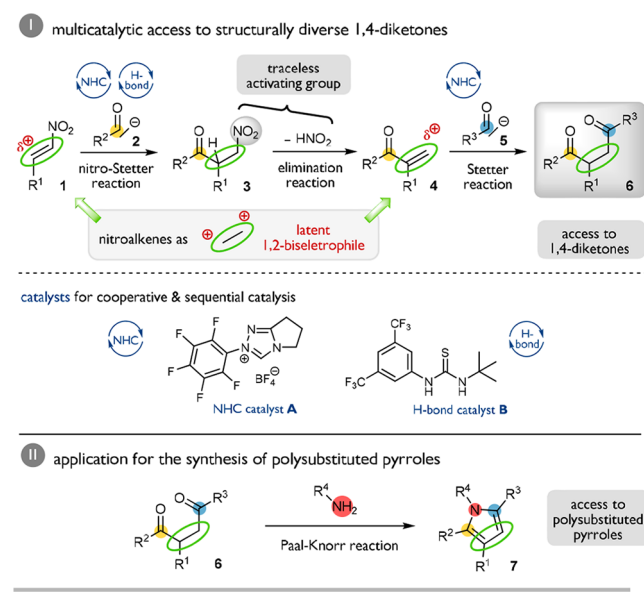 I multicatalytic access to structurally diverse 1,4-diketones
traceless
activating group
NHC
H-bond
NHC
δ⊕
NO2
R1
1
O
R2
⊖
2
nitro-Stetter
reaction
O
R2
H
NO2
R1
3
– HNO2
elimination
reaction
O
R2
δ⊕
R1
4
O
R3
⊖
5
Stetter
reaction
O
R3
O
R2
R1
6
nitroalkenes as
⊕
⊕
latent
1,2-biseletrophile
access to
1,4-diketones
catalysts for cooperative & sequential catalysis
NHC
F
F
F
F
F
N
N
N
⊕
BF4
⊖
NHC catalyst A
CF3
F3C
S
N
H
N
H
H-bond catalyst B
H-bond
II application for the synthesis of polysubstituted pyrroles
O
R3
O
R2
R1
6
R4
NH2
Paal-Knorr reaction
R4
N
R3
R2
R1
7
access to
polysubstituted
pyrroles